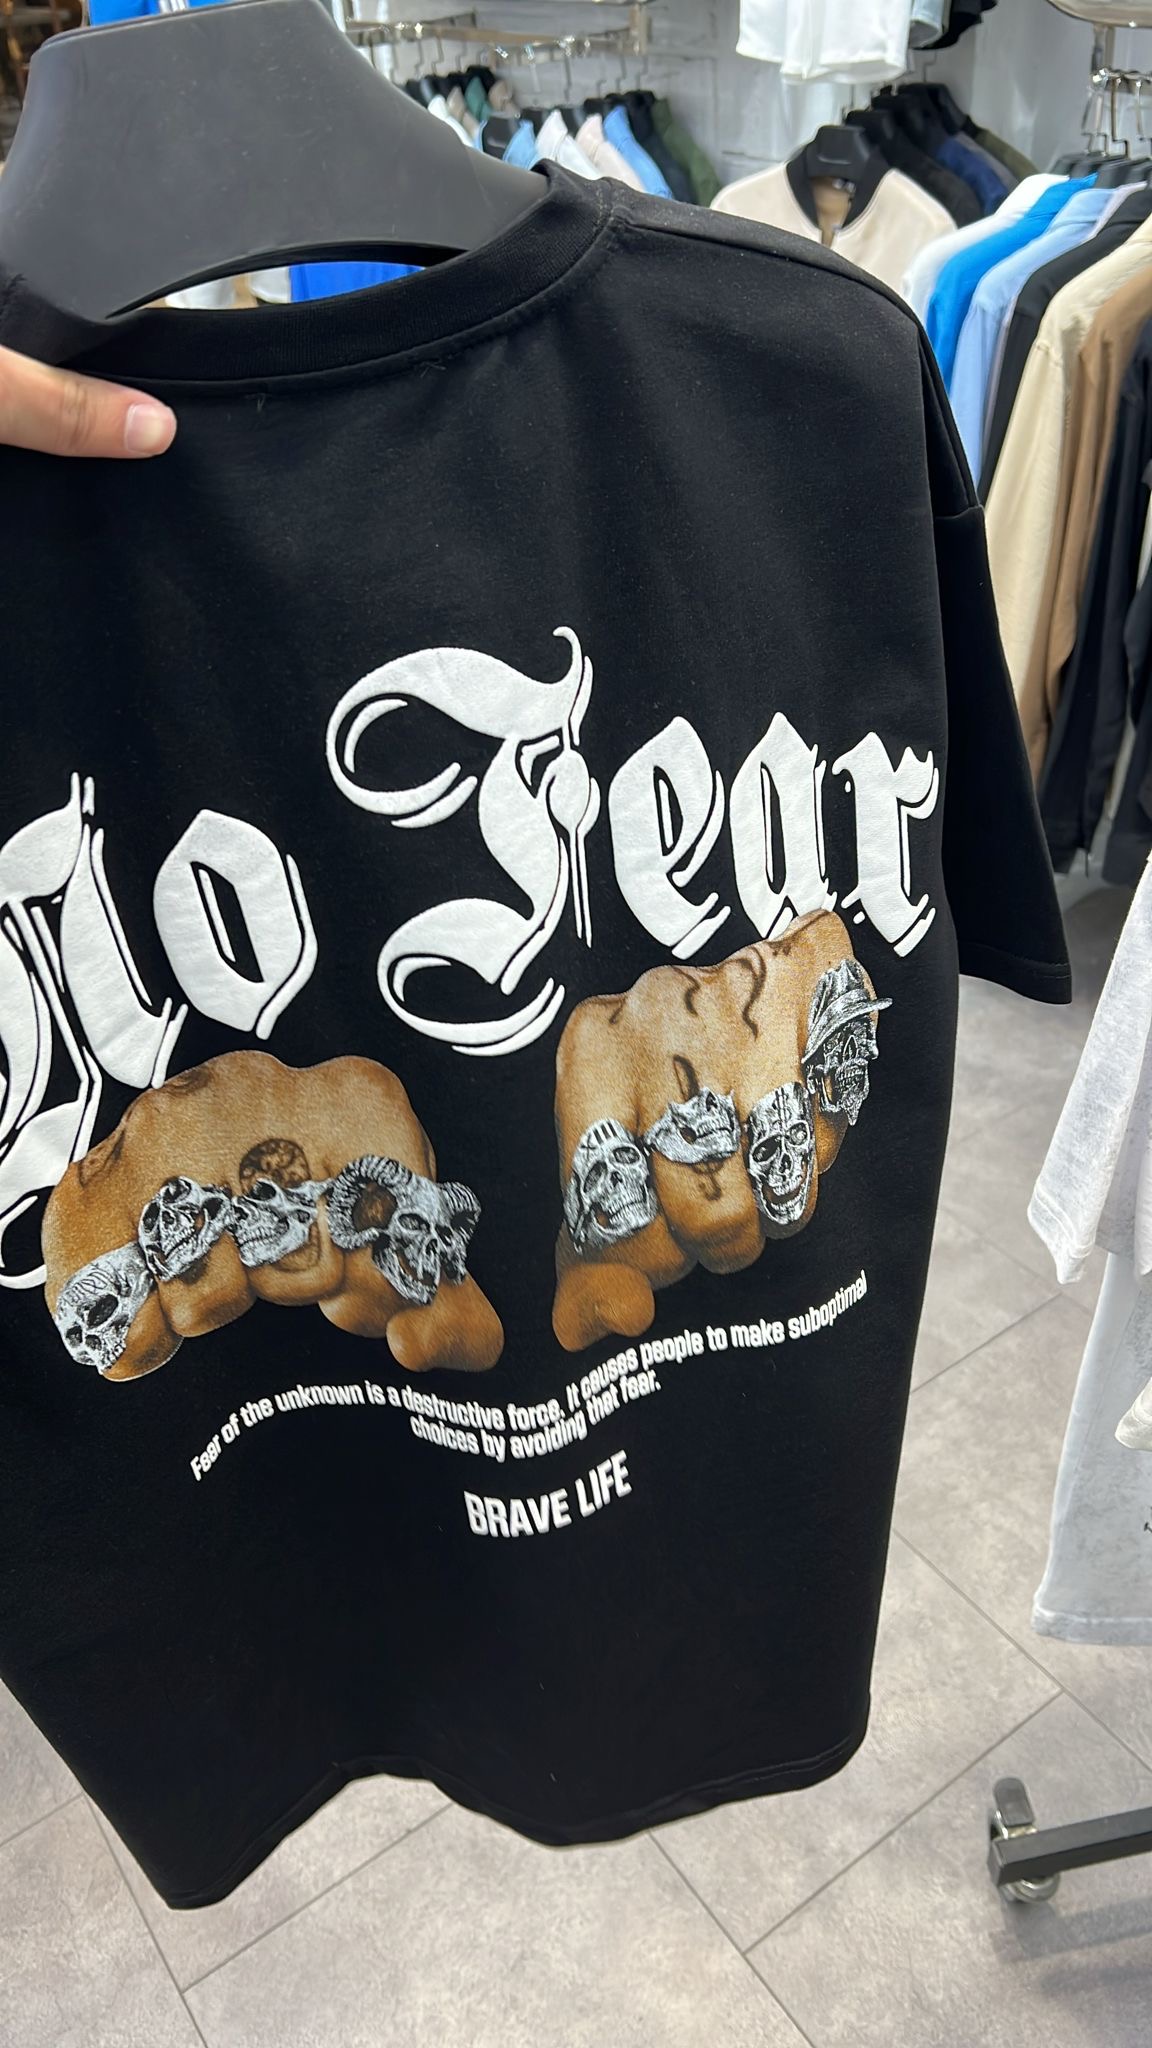 No Fear
XIII
Fear of the unknown is a destructive force. It causes people to make suboptimal
choices by avoiding that fear.
BRAVE LIFE